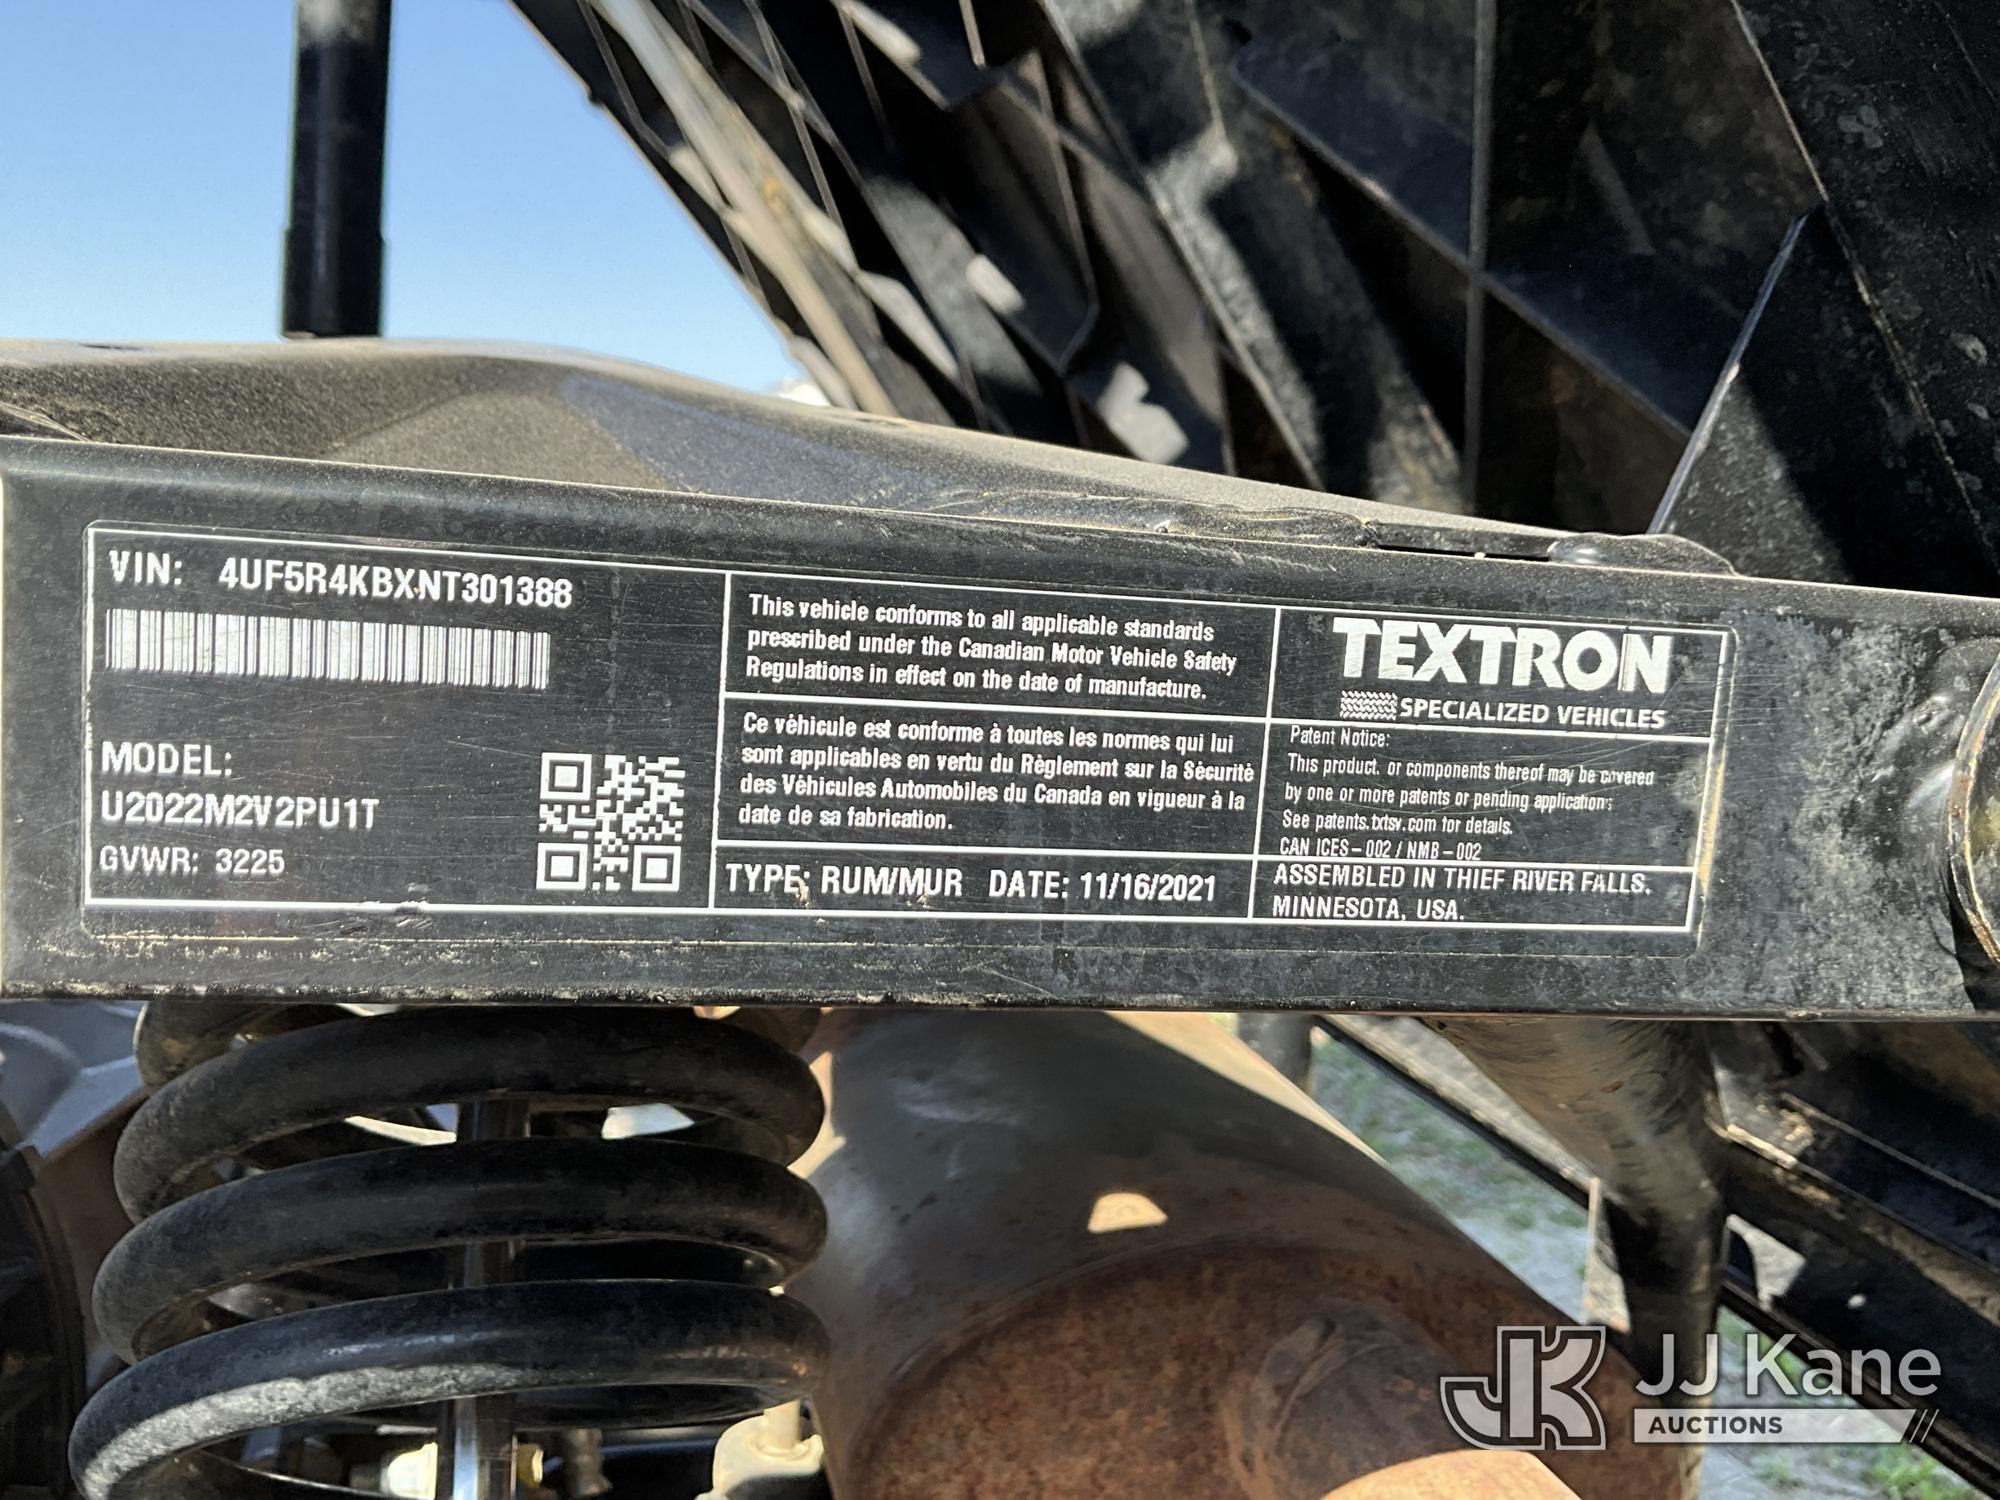 VIN: 4UF5R4KBXNT301388
MODEL:
U2022M2V2PU1T
GVWR: 3225
This vehicle conforms to all applicable standards
prescribed under the Canadian Motor Vehicle Safety
Regulations in effect on the date of manufacture.
Ce véhicule est conforme à toutes les normes qui lui
sont applicables en vertu du Règlement sur la Sécurité
des Véhicules Automobiles du Canada en vigueur à la
date de sa fabrication.
TYPE: RUM/MUR DATE: 11/16/2021
TEXTRON
SPECIALIZED VEHICLES
Patent Notice:
This product, or components thereof may be covered
by one or more patents or pending applications;
See patents.txtsv.com for details.
CAN ICES-002 / NMB-002
ASSEMBLED IN THIEF RIVER FALLS,
MINNESOTA, USA.
JK
JJ Kane
AUCTIONS